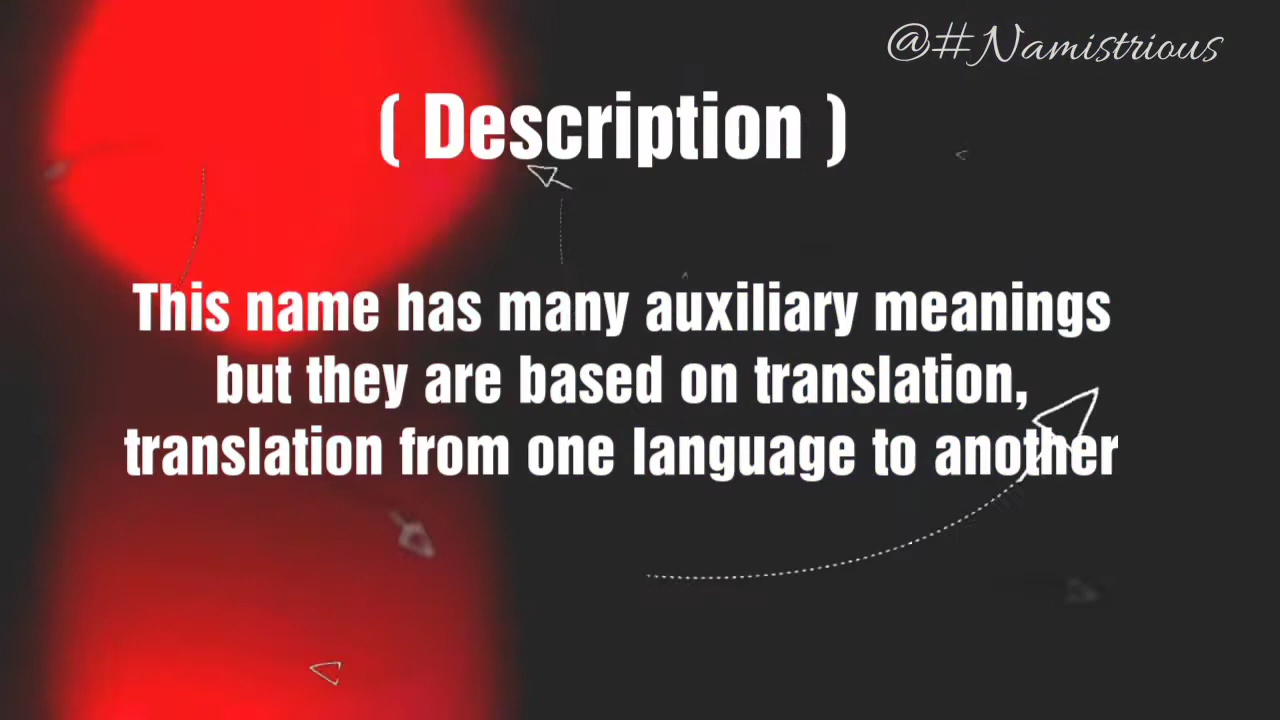 @#Namistrious
( Description )
This name has many auxiliary meanings
but they are based on translation,
translation from one language to another